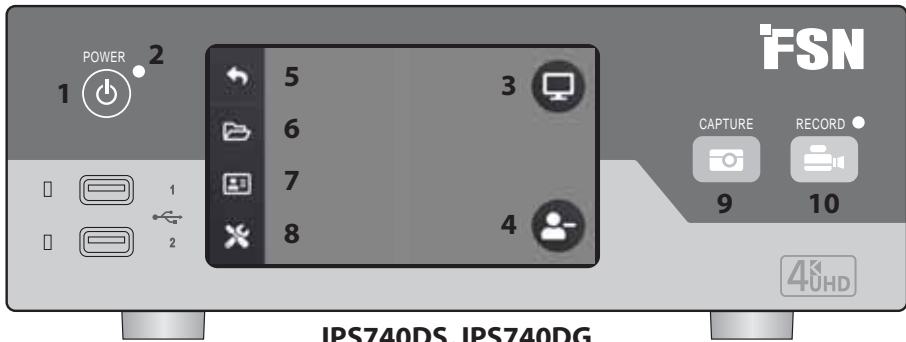 FSN
POWER
2
1
5
3
6
7
8
4
CAPTURE
RECORD
9
10
1
2
4K UHD
IPS740DS, IPS740DG